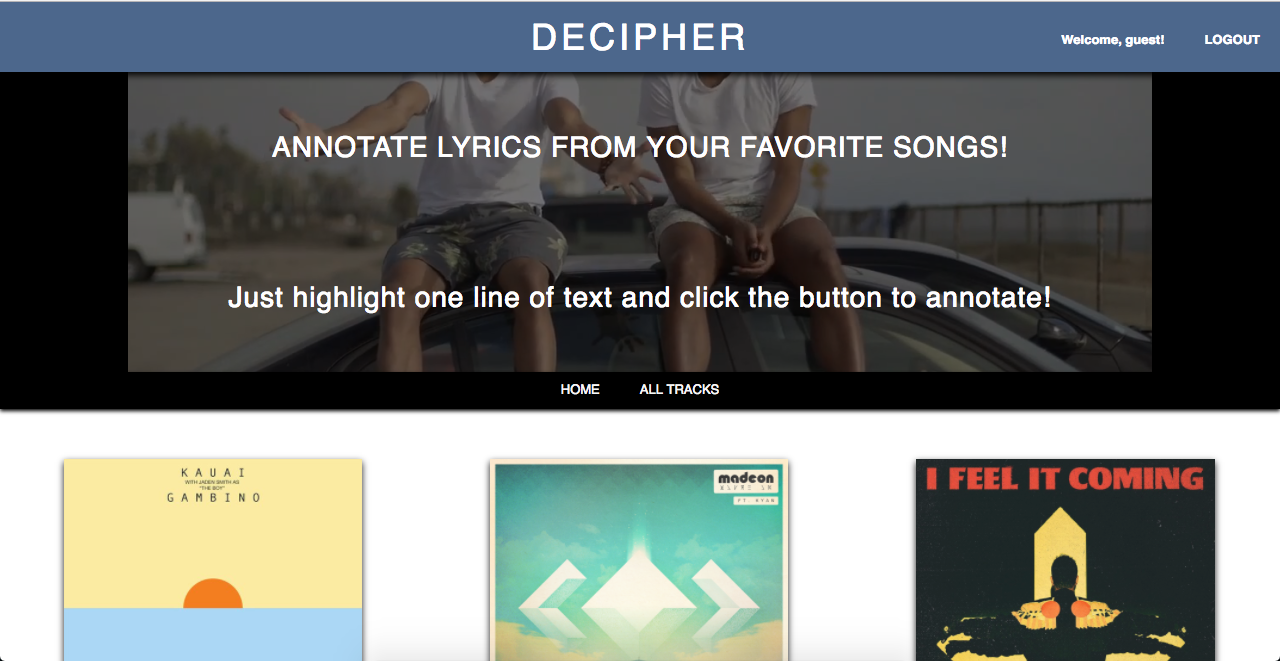 DECIPHER
Welcome, guest!
LOGOUT
ANNOTATE LYRICS FROM YOUR FAVORITE SONGS!
Just highlight one line of text and click the button to annotate!
HOME
ALL TRACKS
KAUAI
WITH JADEN SMITH AS
"THE BOY"
GAMBINO
madeon
FT. KYAN
I FEEL IT COMING